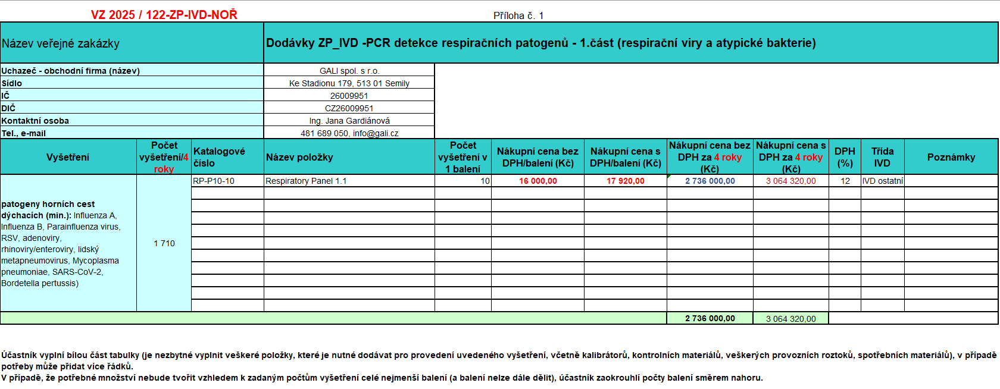 VZ 2025 / 122-ZP-IVD-NOŘ
Příloha č. 1
Název veřejné zakázky
Dodávky ZP_IVD -PCR detekce respiračních patogenů - 1.část (respirační viry a atypické bakterie)
Uchazeč - obchodní firma (název)
GALI spol. s r.o.
Sídlo
Ke Stadionu 179, 513 01 Semily
IČ
26009951
DIČ
CZ26009951
Kontaktní osoba
Ing. Jana Gardiánová
Tel., e-mail
481 689 050, info@gali.cz
Vyšetření
Počet
vyšetření/4
roky
Katalogové
číslo
Název položky
Počet
vyšetření v
1 balení
Nákupní cena bez
DPH/balení (Kč)
Nákupní cena s
DPH/balení (Kč)
Nákupní cena bez
DPH za 4 roky
(Kč)
Nákupní cena s
DPH za 4 roky
(Kč)
DPH
(%)
Třída
IVD
Poznámky
patogeny horních cest
dýchacích (min.): Influenza A,
Influenza B, Parainfluenza virus,
RSV, adenoviry,
rhinoviry/enteroviry, lidský
metapneumovirus, Mycoplasma
pneumoniae, SARS-CoV-2,
Bordetella pertussis)
1 710
RP-P10-10
Respiratory Panel 1.1
10
16 000,00
17 920,00
2 736 000,00
3 064 320,00
12
IVD ostatní
2 736 000,00
3 064 320,00
Účastník vyplní bílou část tabulky (je nezbytné vyplnit veškeré položky, které je nutné dodávat pro provedení uvedeného vyšetření, včetně kalibrátorů, kontrolních materiálů, veškerých provozních roztoků, spotřebních materiálů), v případě
potřeby může přidat více řádků.
V případě, že potřebné množství nebude tvořit vzhledem k zadaným počtům vyšetření celé nejmenší balení (a balení nelze dále dělit), účastník zaokrouhlí počty balení směrem nahoru.